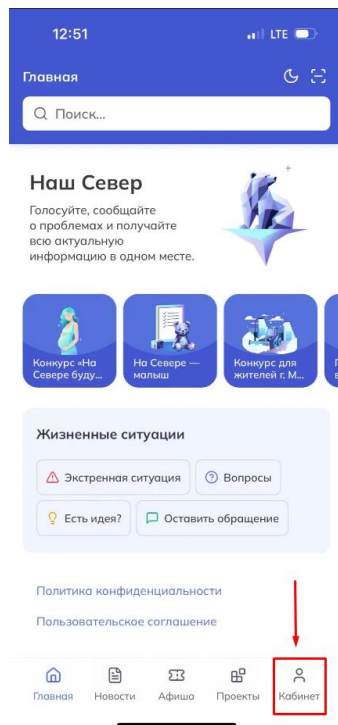 12:51
LTE
Главная
Поиск...
Наш Север
Голосуйте, сообщайте
о проблемах и получайте
всю актуальную
информацию в одном месте.
Конкурс «На
Севере буду...
На Севере —
малыш
Конкурс для
жителей г. М...
Жизненные ситуации
Экстренная ситуация
Вопросы
Есть идея?
Оставить обращение
Политика конфиденциальности
Пользовательское соглашение
Главная
Новости
Афиша
Проекты
Кабинет